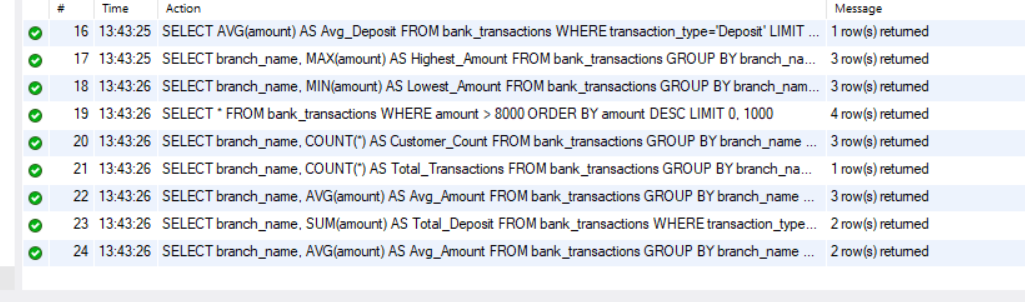 # Time Action Message
16 13:43:25 SELECT AVG(amount) AS Avg_Deposit FROM bank_transactions WHERE transaction_type='Deposit' LIMIT ... 1 row(s) returned
17 13:43:25 SELECT branch_name, MAX(amount) AS Highest_Amount FROM bank_transactions GROUP BY branch_na... 3 row(s) returned
18 13:43:26 SELECT branch_name, MIN(amount) AS Lowest_Amount FROM bank_transactions GROUP BY branch_nam... 3 row(s) returned
19 13:43:26 SELECT * FROM bank_transactions WHERE amount > 8000 ORDER BY amount DESC LIMIT 0, 1000 4 row(s) returned
20 13:43:26 SELECT branch_name, COUNT(*) AS Customer_Count FROM bank_transactions GROUP BY branch_name ... 3 row(s) returned
21 13:43:26 SELECT branch_name, COUNT(*) AS Total_Transactions FROM bank_transactions GROUP BY branch_na... 1 row(s) returned
22 13:43:26 SELECT branch_name, AVG(amount) AS Avg_Amount FROM bank_transactions GROUP BY branch_name ... 3 row(s) returned
23 13:43:26 SELECT branch_name, SUM(amount) AS Total_Deposit FROM bank_transactions WHERE transaction_type... 2 row(s) returned
24 13:43:26 SELECT branch_name, AVG(amount) AS Avg_Amount FROM bank_transactions GROUP BY branch_name ... 2 row(s) returned